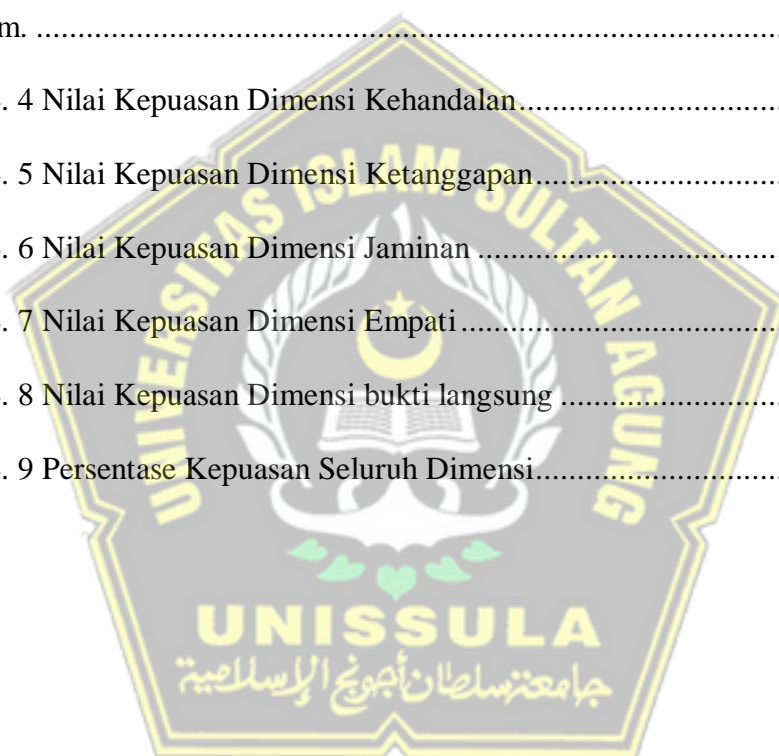 m. ....................................................................................
. 4 Nilai Kepuasan Dimensi Kehandalan..............................
. 5 Nilai Kepuasan Dimensi Ketanggapan............................
. 6 Nilai Kepuasan Dimensi Jaminan ...................................
. 7 Nilai Kepuasan Dimensi Empati.....................................
. 8 Nilai Kepuasan Dimensi bukti langsung .........................
. 9 Persentase Kepuasan Seluruh Dimensi............................
UNIVERSITAS ISLAM SULTAN AGUNG
UNISSULA
جامعتنسلطان أجونج الإسلامية